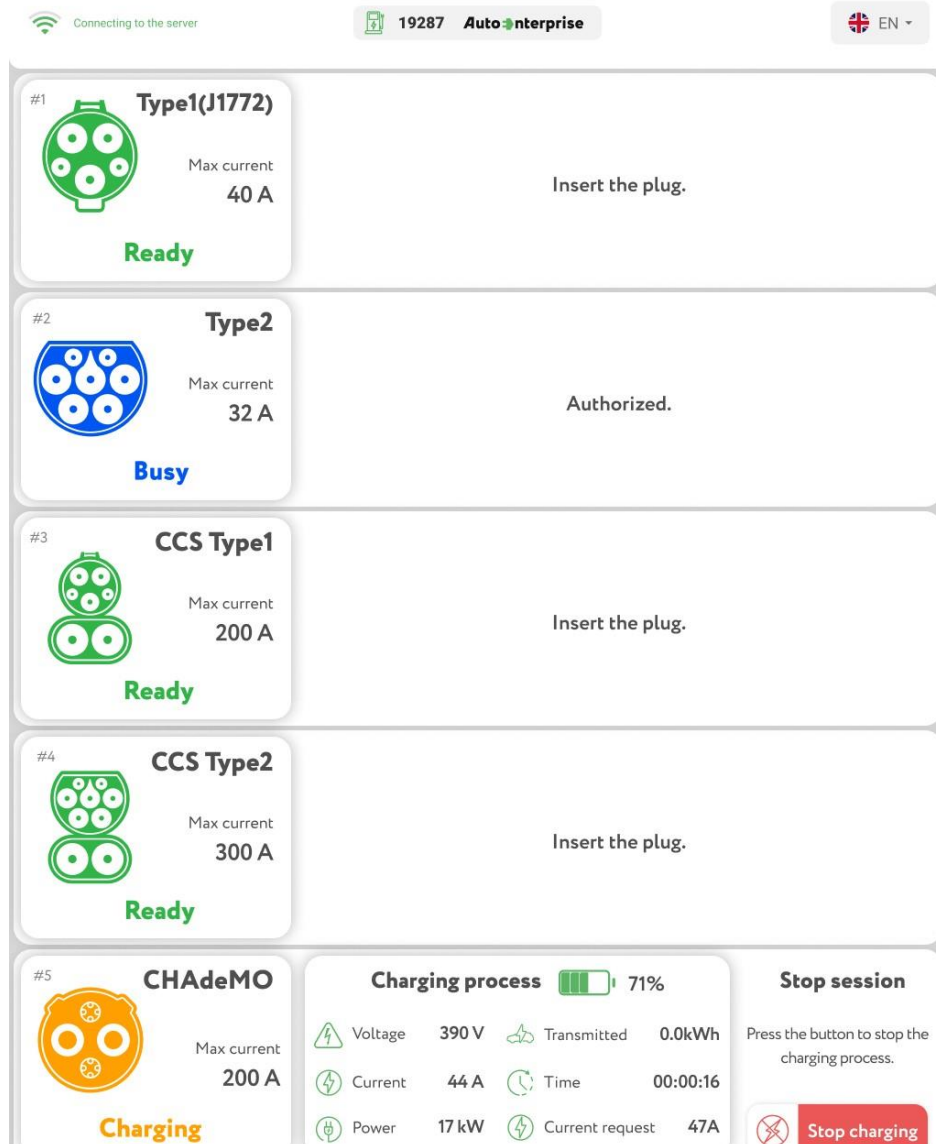 Connecting to the server
19287 Auto nterprise
EN
#1
Type1(J1772)
Max current
40 A
Ready
Insert the plug.
#2
Type2
Max current
32 A
Busy
Authorized.
#3
CCS Type1
Max current
200 A
Ready
Insert the plug.
#4
CCS Type2
Max current
300 A
Ready
Insert the plug.
#5
CHAdeMO
Max current
200 A
Charging
Charging process 71%
Voltage 390 V Transmitted 0.0kWh
Current 44 A Time 00:00:16
Power 17 kW Current request 47A
Stop session
Press the button to stop the
charging process.
Stop charging